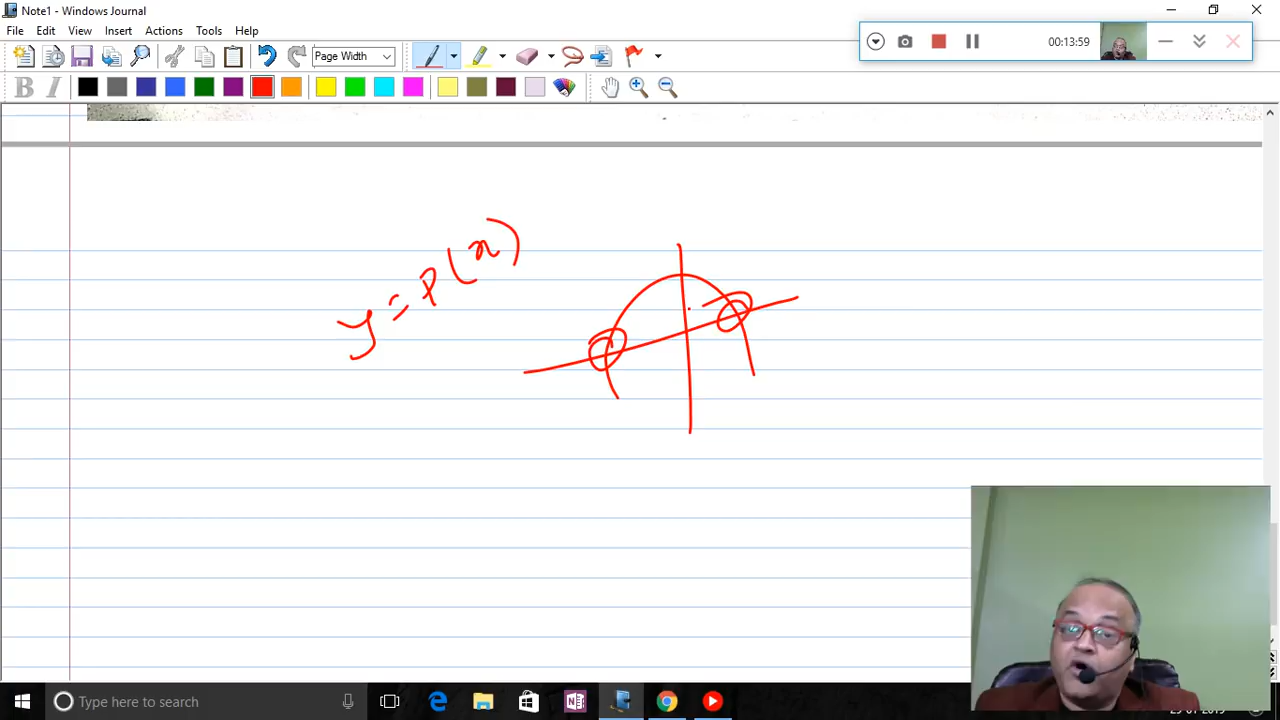 Note1 - Windows Journal
File Edit View Insert Actions Tools Help
00:13:59
Page Width
B I
y = P(x)
Type here to search